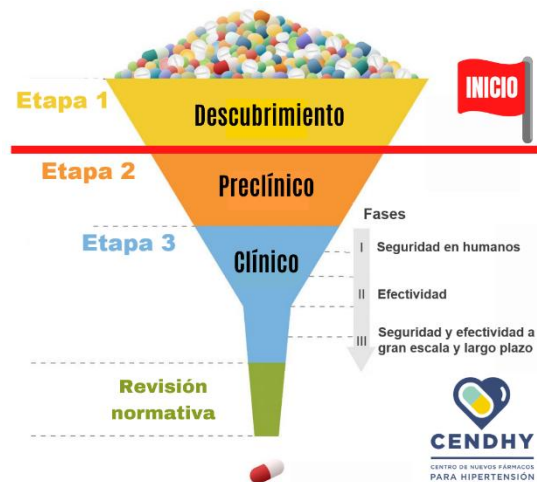 Etapa 1
Descubrimiento
INICIO
Etapa 2
Preclínico
Etapa 3
Clínico
Fases
I Seguridad en humanos
II Efectividad
III Seguridad y efectividad a
gran escala y largo plazo
Revisión
normativa
CENDHY
CENTRO DE NUEVOS FÁRMACOS
PARA HIPERTENSIÓN